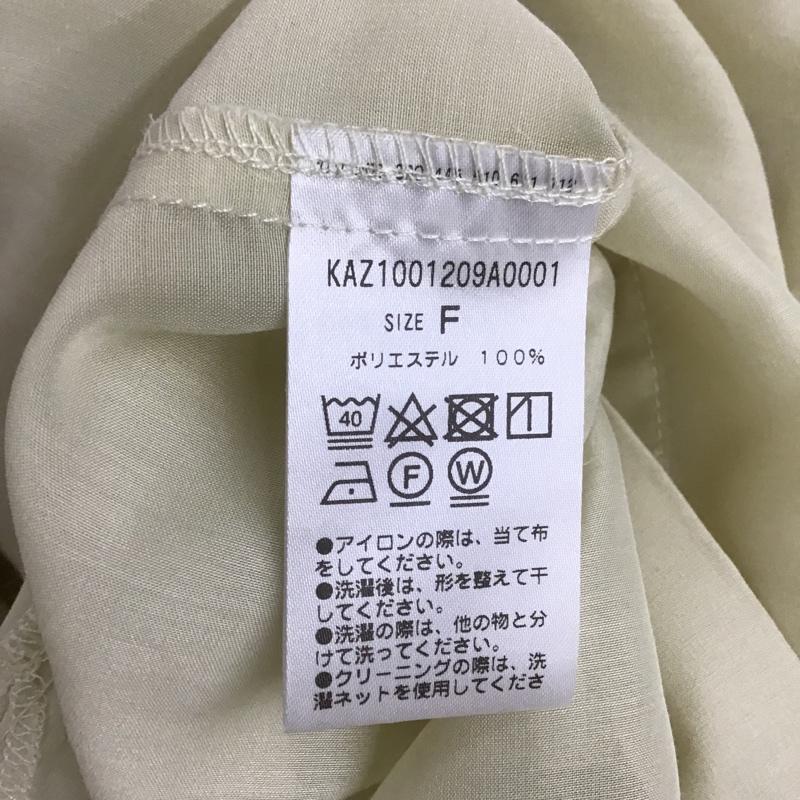 KAZ1001209A0001
SIZE F
ポリエステル 100%
40
F W
●アイロンの際は、当て布
をしてください。
●洗濯後は、形を整えて干
してください。
●洗濯の際は、他の物と分
けて洗ってください。
●クリーニングの際は、洗
濯ネットを使用してくださ